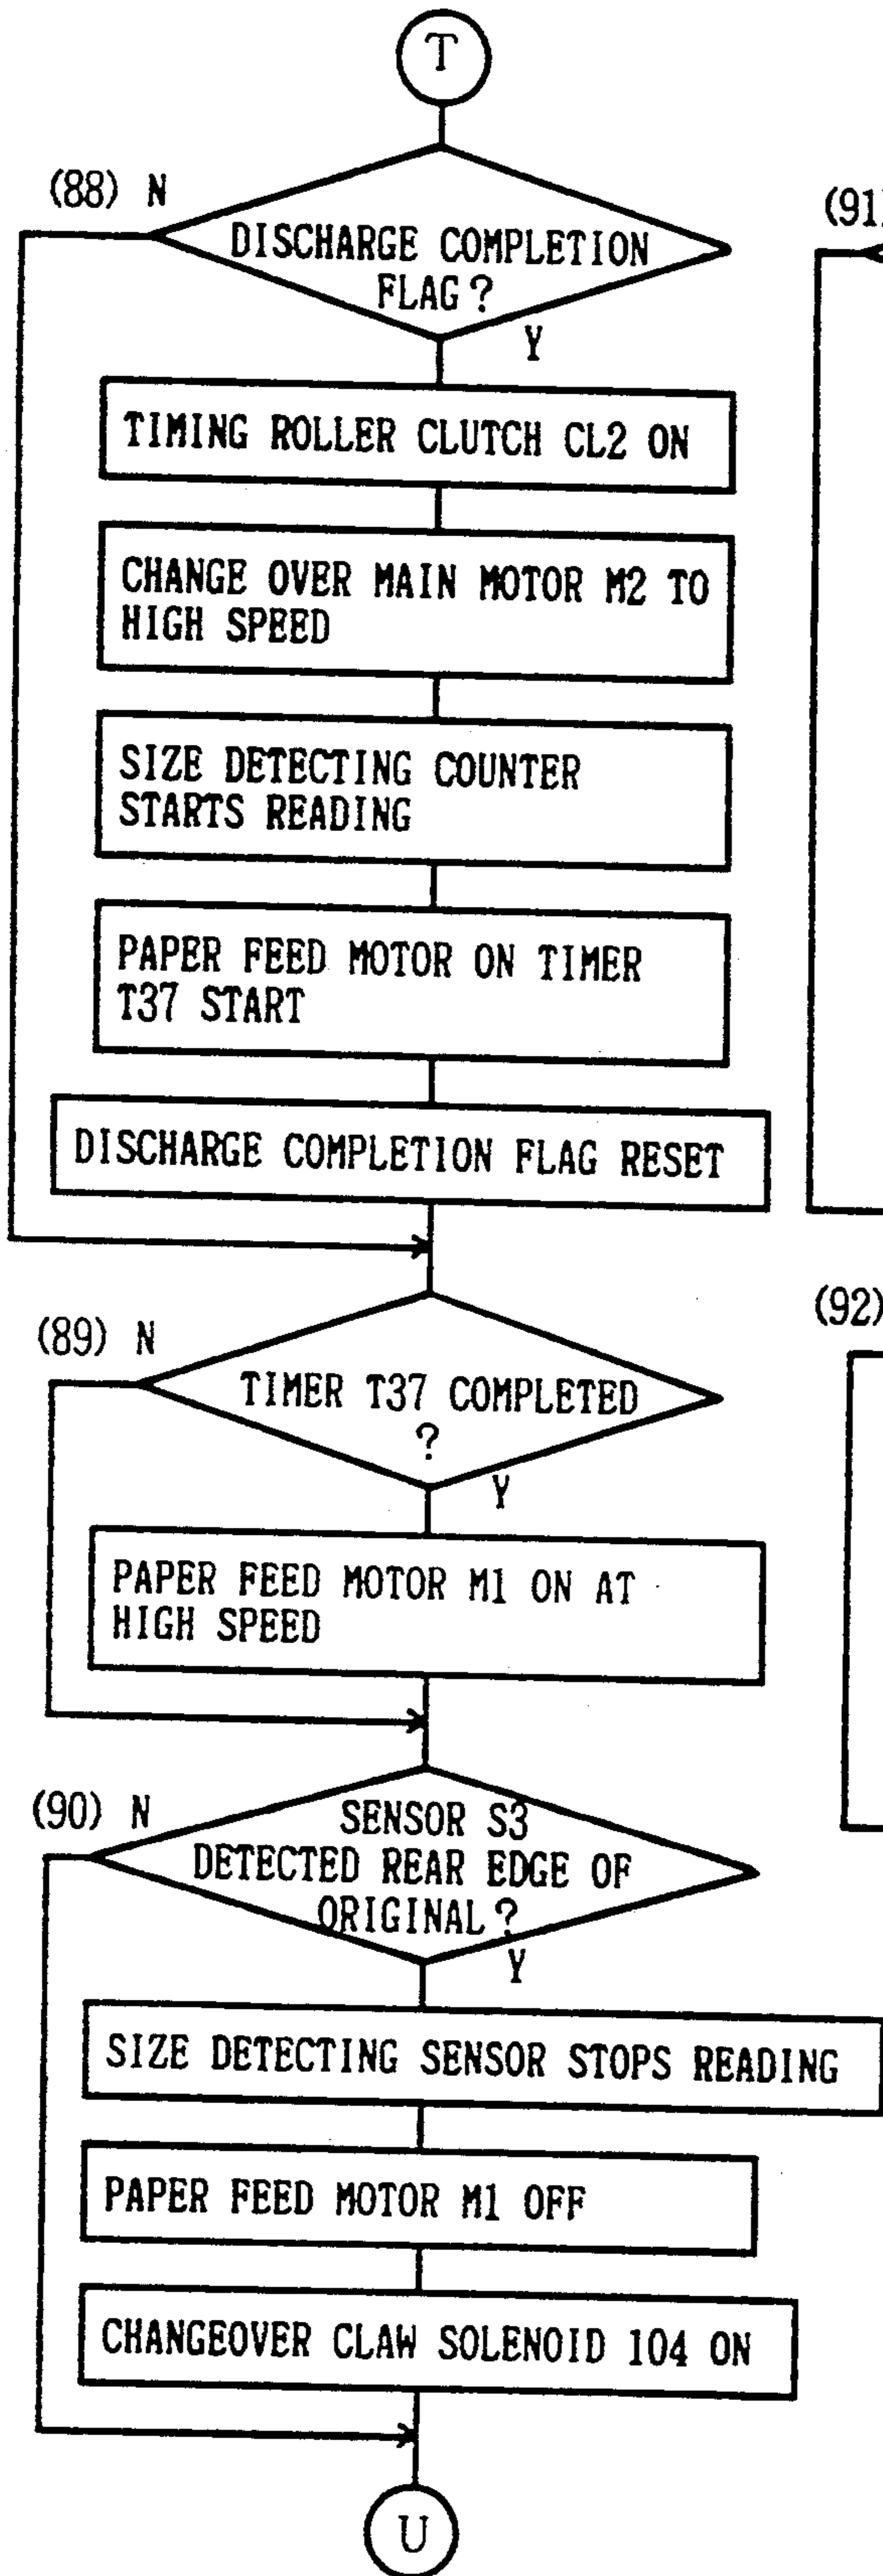 T
(88) N
DISCHARGE COMPLETION
FLAG?
Y
TIMING ROLLER CLUTCH CL2 ON
CHANGE OVER MAIN MOTOR M2 TO
HIGH SPEED
SIZE DETECTING COUNTER
STARTS READING
PAPER FEED MOTOR ON TIMER
T37 START
DISCHARGE COMPLETION FLAG RESET
(89) N
TIMER T37 COMPLETED
?
Y
PAPER FEED MOTOR M1 ON AT
HIGH SPEED
(90) N
SENSOR S3
DETECTED REAR EDGE OF
ORIGINAL?
Y
SIZE DETECTING SENSOR STOPS READING
PAPER FEED MOTOR M1 OFF
CHANGEOVER CLAW SOLENOID 104 ON
U
(91)
(92)